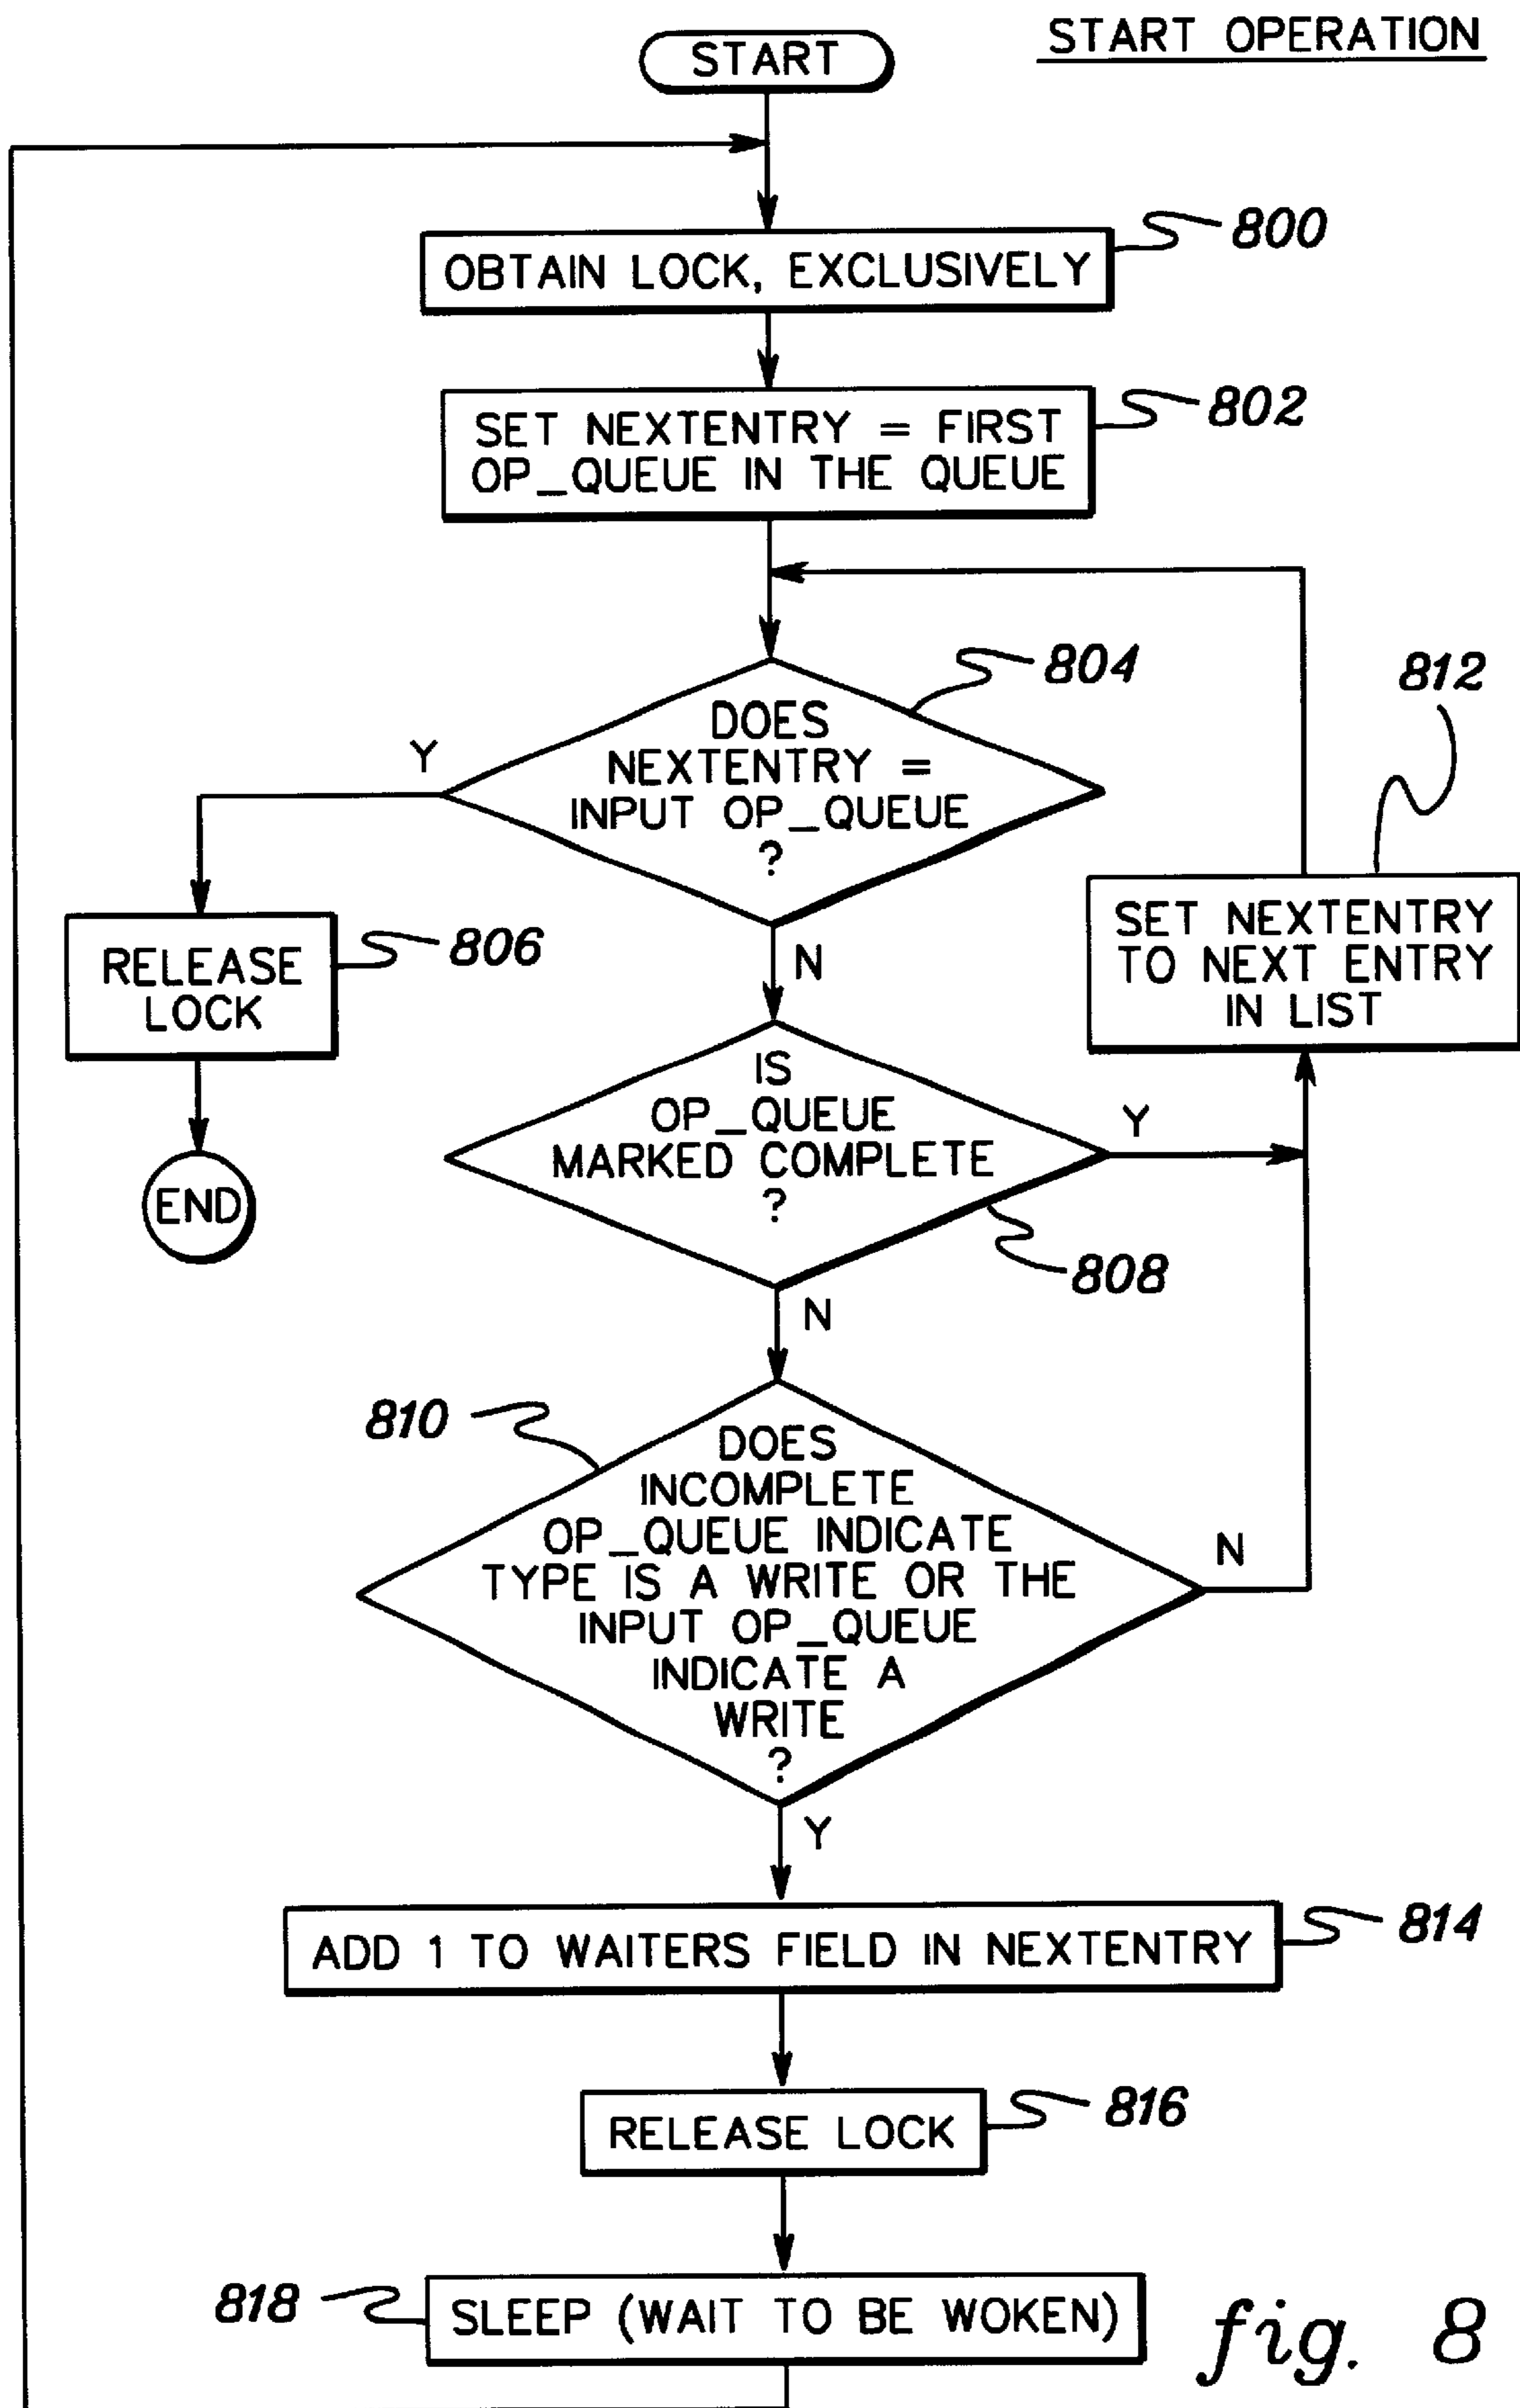 START OPERATION
START
OBTAIN LOCK, EXCLUSIVELY
800
SET NEXTENTRY = FIRST
OP_QUEUE IN THE QUEUE
802
DOES
NEXTENTRY =
INPUT OP_QUEUE
?
804
Y
N
812
SET NEXTENTRY
TO NEXT ENTRY
IN LIST
RELEASE
LOCK
806
END
IS
OP_QUEUE
MARKED COMPLETE
?
Y
808
N
810
DOES
INCOMPLETE
OP_QUEUE INDICATE
TYPE IS A WRITE OR THE
INPUT OP_QUEUE
INDICATE A
WRITE
?
N
Y
ADD 1 TO WAITERS FIELD IN NEXTENTRY
814
RELEASE LOCK
816
818
SLEEP (WAIT TO BE WOKEN)
fig. 8